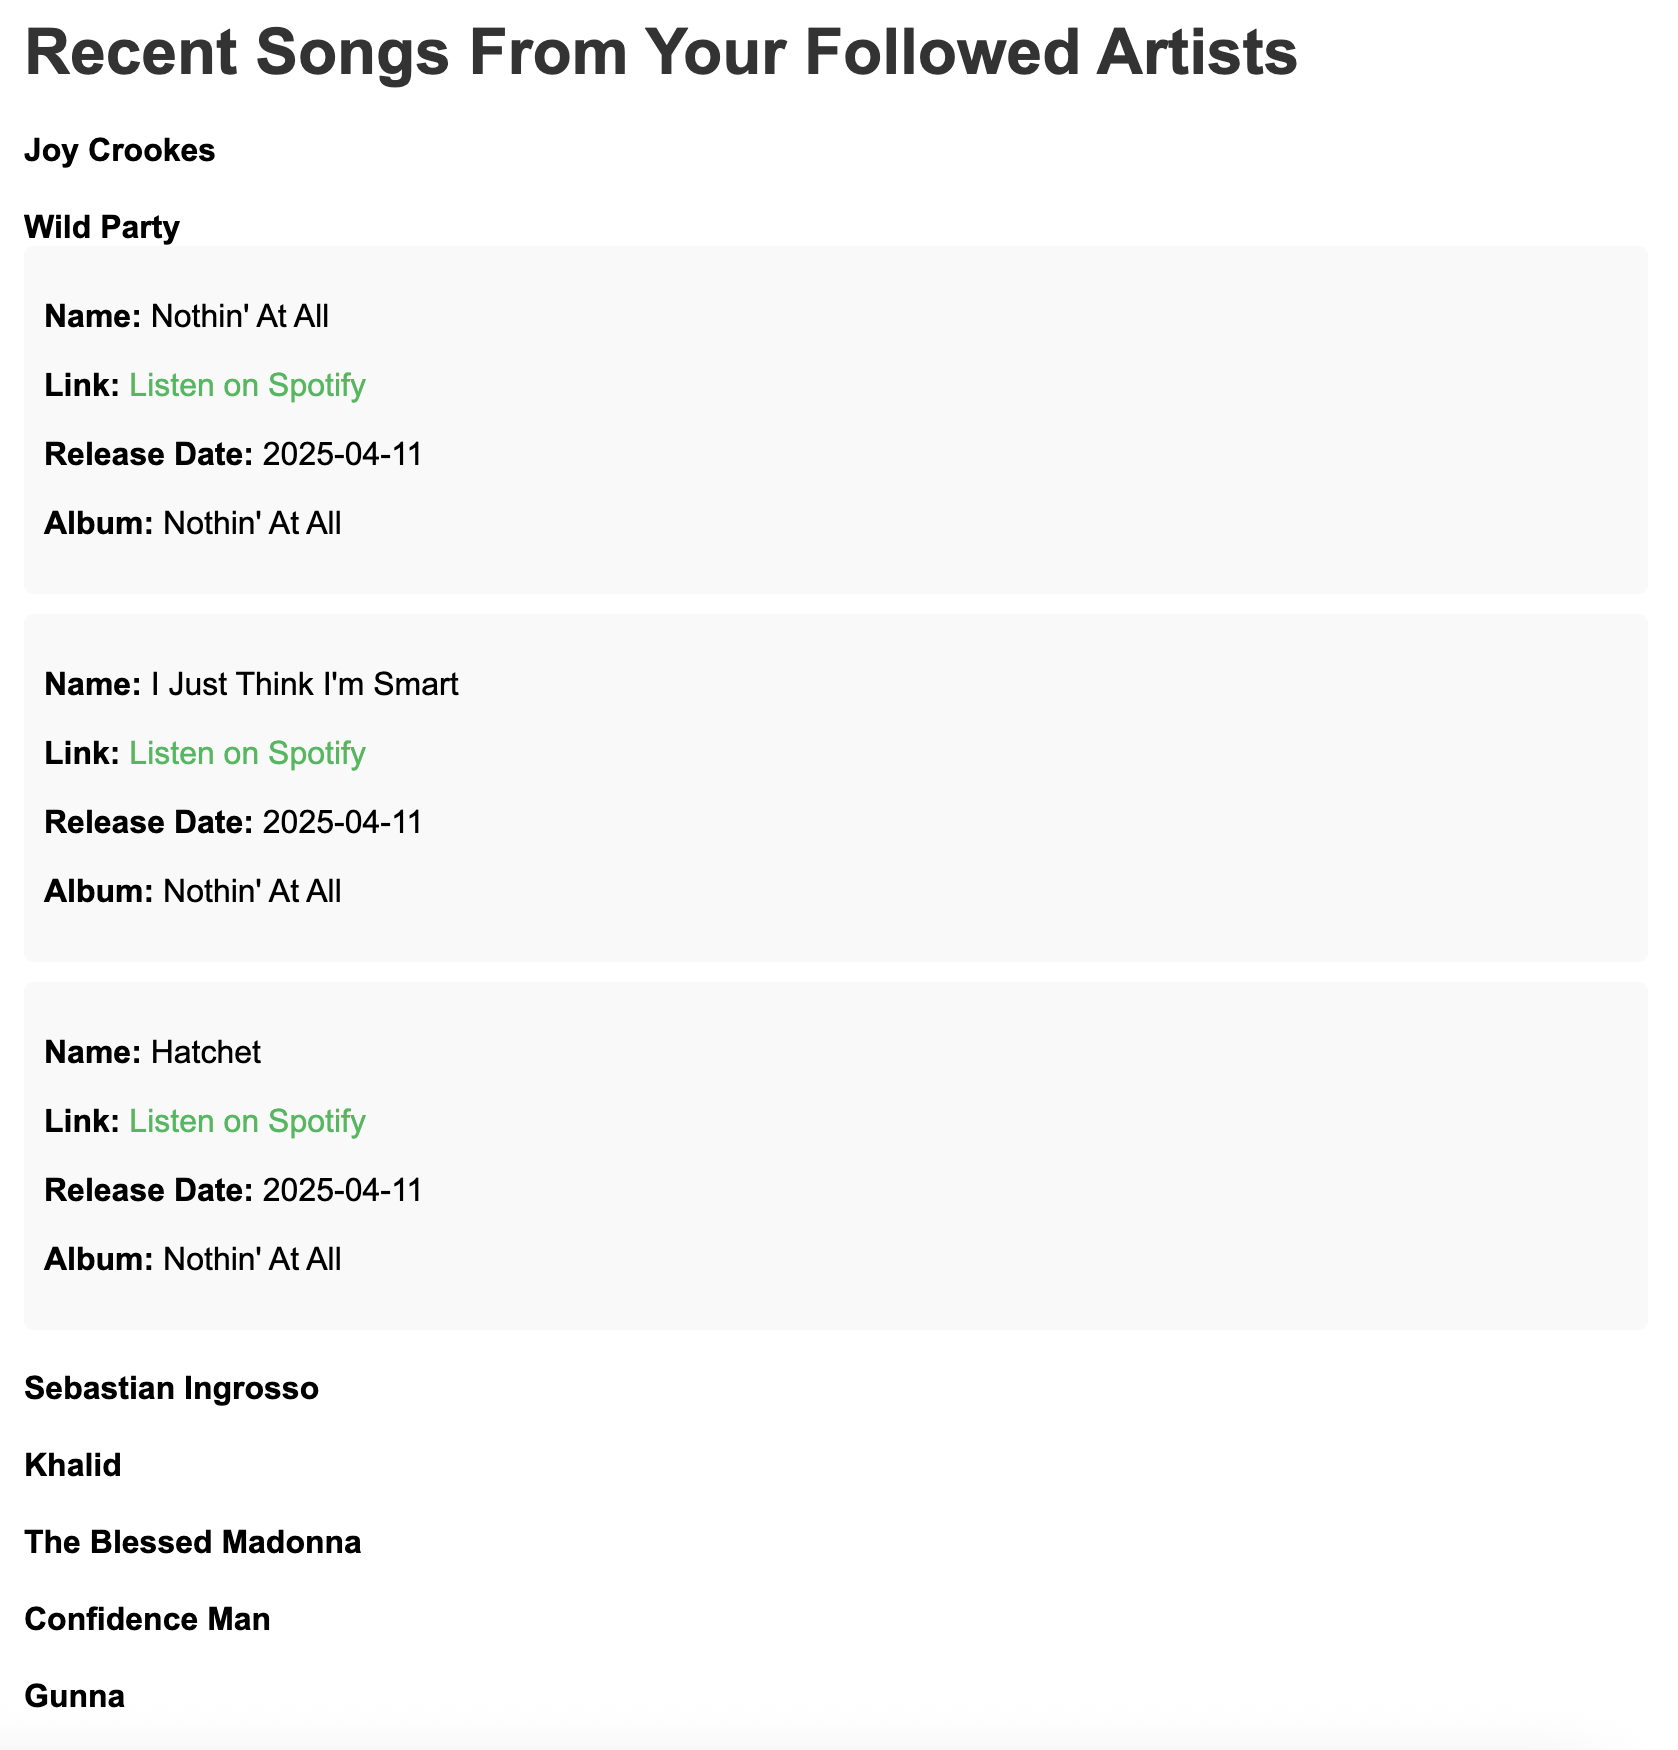 Recent Songs From Your Followed Artists
Joy Crookes
Wild Party
Name: Nothin' At All
Link: Listen on Spotify
Release Date: 2025-04-11
Album: Nothin' At All
Name: I Just Think I'm Smart
Link: Listen on Spotify
Release Date: 2025-04-11
Album: Nothin' At All
Name: Hatchet
Link: Listen on Spotify
Release Date: 2025-04-11
Album: Nothin' At All
Sebastian Ingrosso
Khalid
The Blessed Madonna
Confidence Man
Gunna